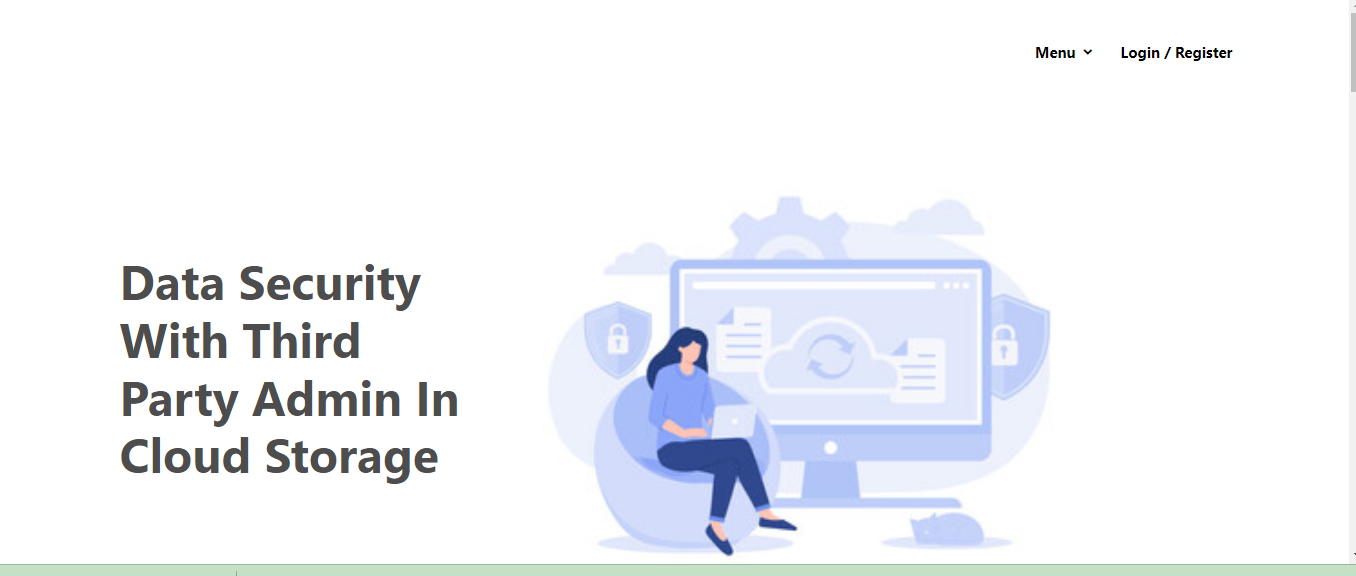 Menu Login / Register
Data Security
With Third
Party Admin In
Cloud Storage